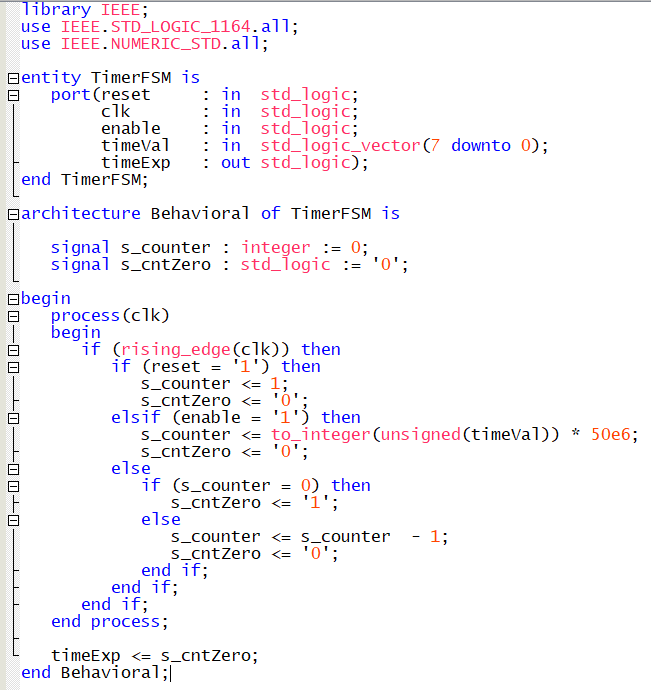 library IEEE;
use IEEE.STD_LOGIC_1164.all;
use IEEE.NUMERIC_STD.all;

entity TimerFSM is
   port(reset     : in  std_logic;
        clk       : in  std_logic;
        enable    : in  std_logic;
        timeVal   : in  std_logic_vector(7 downto 0);
        timeExp   : out std_logic);
end TimerFSM;

architecture Behavioral of TimerFSM is

   signal s_counter : integer := 0;
   signal s_cntZero : std_logic := '0';

begin
   process(clk)
   begin
      if (rising_edge(clk)) then
         if (reset = '1') then
            s_counter <= 1;
            s_cntZero <= '0';
         elsif (enable = '1') then
            s_counter <= to_integer(unsigned(timeVal)) * 50e6;
            s_cntZero <= '0';
         else
            if (s_counter = 0) then
               s_cntZero <= '1';
            else
               s_counter <= s_counter  - 1;
               s_cntZero <= '0';
            end if;
         end if;
      end if;
   end process;

   timeExp <= s_cntZero;
end Behavioral;